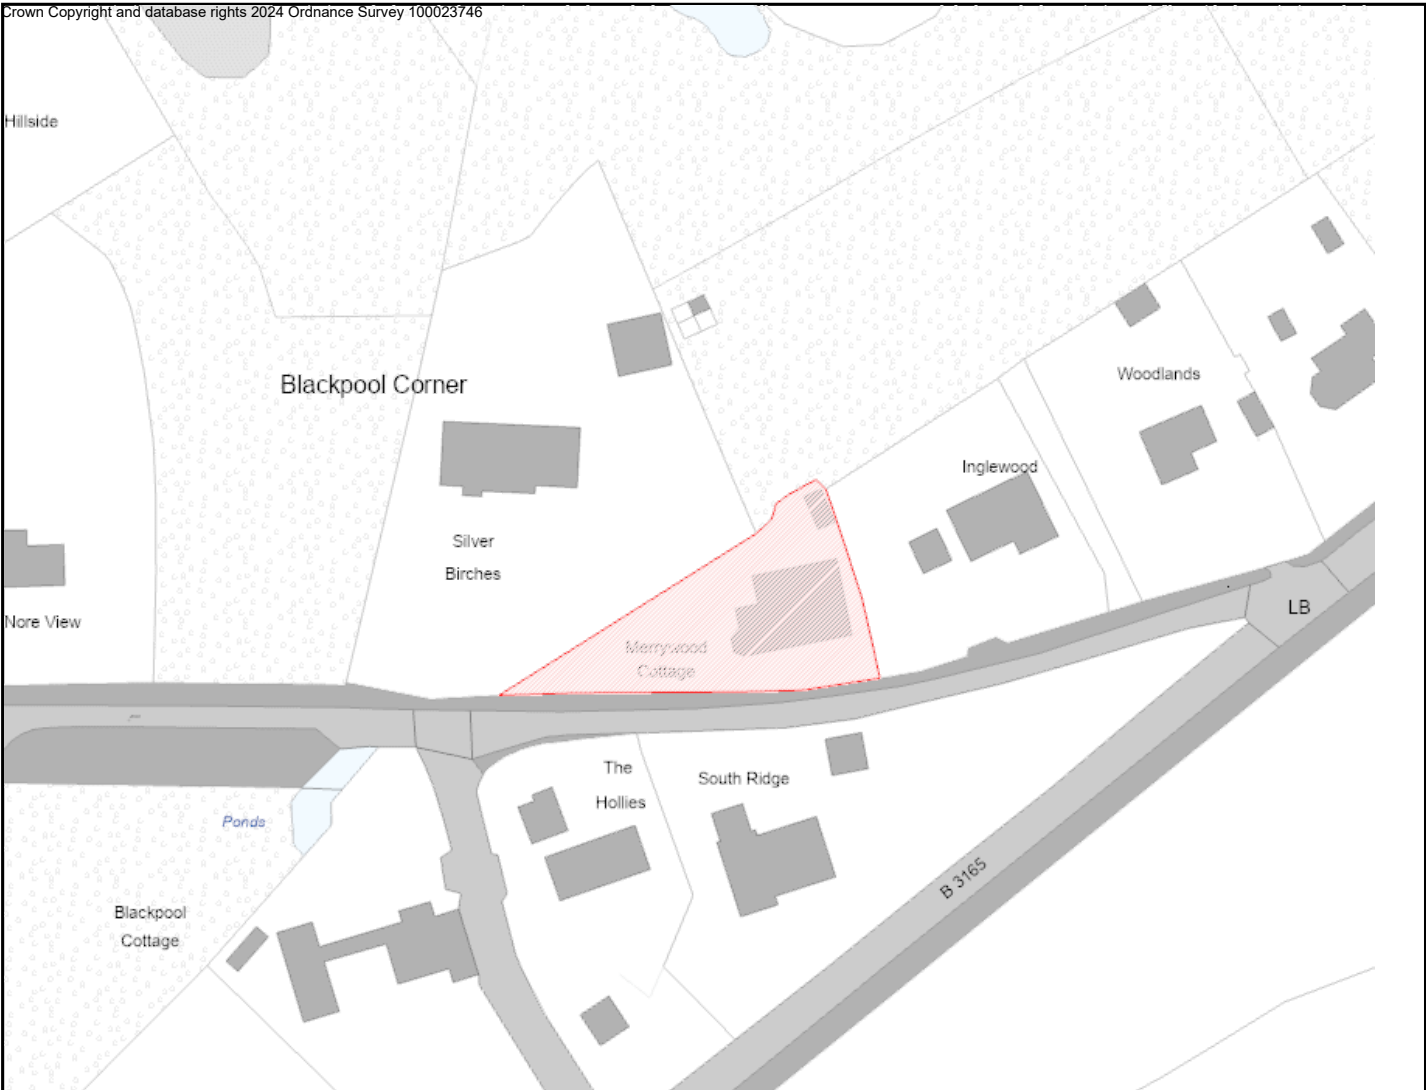 Crown Copyright and database rights 2024 Ordnance Survey 100023746
Hillside
Blackpool Corner
Woodlands
Inglewood
Silver
Birches
Nore View
Merrywood
Cottage
LB
The
Hollies
South Ridge
Ponds
B 3165
Blackpool
Cottage